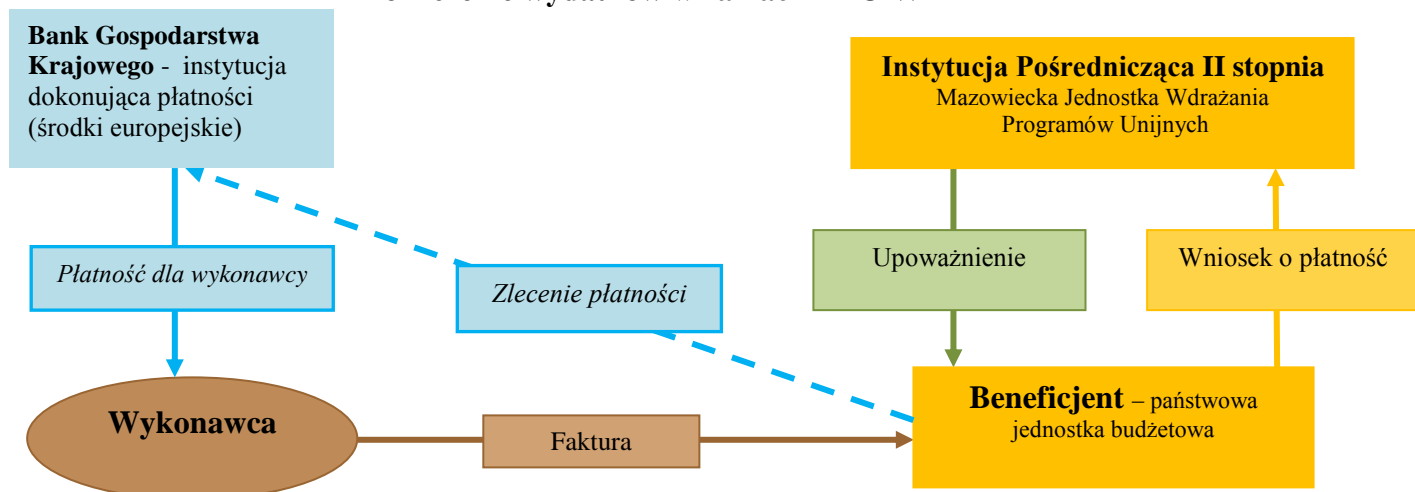 Bank Gospodarstwa
Krajowego - instytucja
dokonująca płatności
(środki europejskie)
Instytucja Pośrednicząca II stopnia
Mazowiecka Jednostka Wdrażania
Programów Unijnych
Płatność dla wykonawcy
Zlecenie płatności
Upoważnienie
Wniosek o płatność
Wykonawca
Faktura
Beneficjent – państwowa
jednostka budżetowa